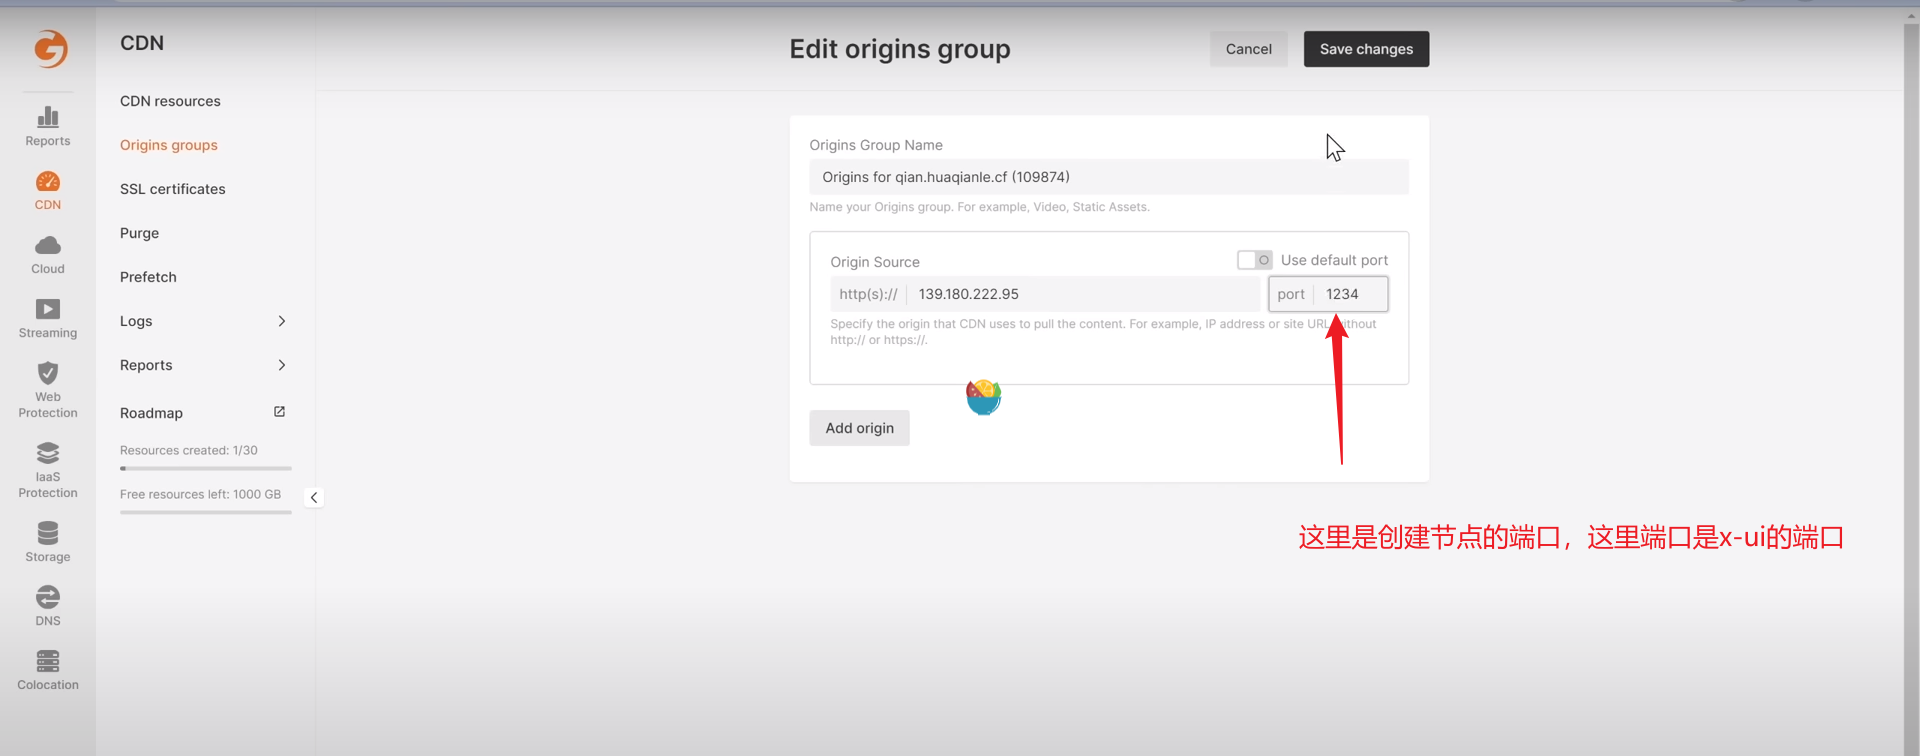 CDN
Edit origins group
Cancel
Save changes
CDN resources
Origins groups
SSL certificates
Purge
Prefetch
Logs
Reports
Roadmap
Resources created: 1/30
Free resources left: 1000 GB
Reports
CDN
Cloud
Streaming
Web
Protection
IaaS
Protection
Storage
DNS
Colocation
Origins Group Name
Origins for qian.huaqianle.cf (109874)
Name your Origins group. For example, Video, Static Assets.
Origin Source
Use default port
http(s):// 139.180.222.95
port 1234
Specify the origin that CDN uses to pull the content. For example, IP address or site URL without
http:// or https://.
Add origin
这里是创建节点的端口，这里端口是x-ui的端口